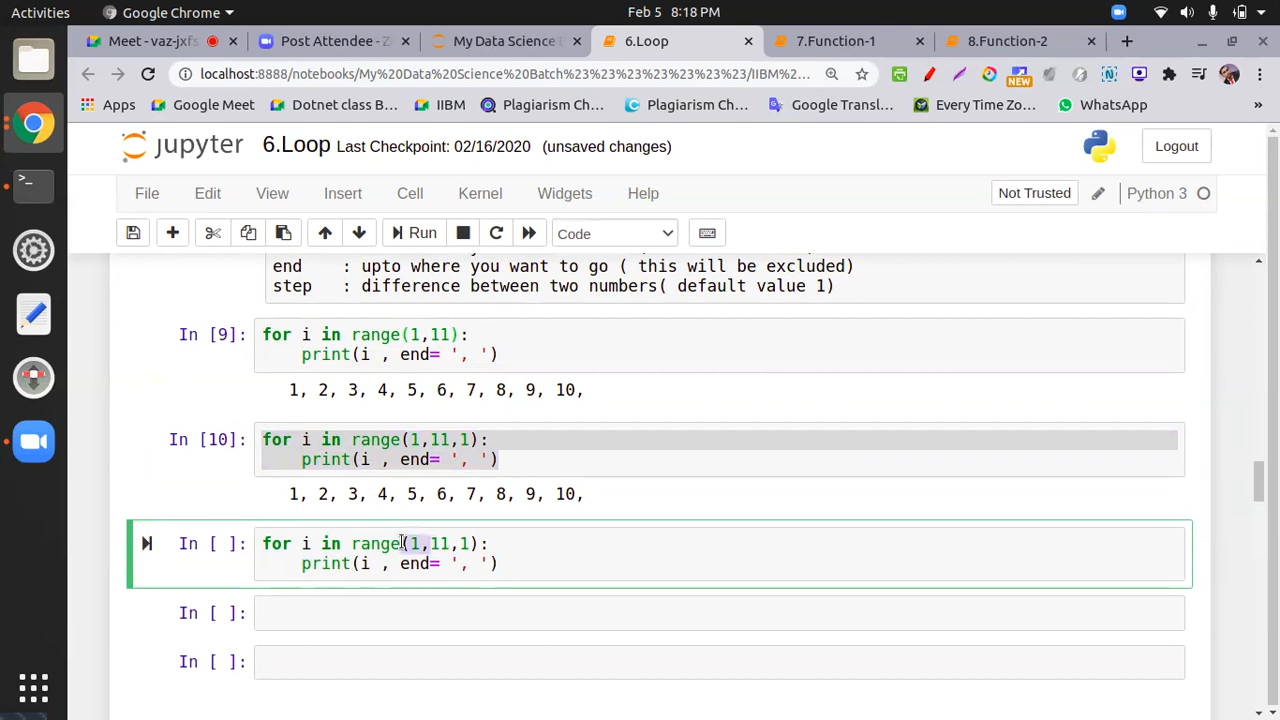 Activities
Google Chrome
Feb 5 8:18 PM
Meet - vaz-jxfs
Post Attendee - Z
My Data Science
6.Loop
7.Function-1
8.Function-2
localhost:8888/notebooks/My%20Data%20Science%20Batch%23%23%23%23%23%23%23/IIBM%2...
NEW
Apps
Google Meet
Dotnet class B...
IIBM
Plagiarism Ch...
Plagiarism Chan...
Google Transl...
Every Time Zo...
WhatsApp
»
jupyter
6.Loop Last Checkpoint: 02/16/2020 (unsaved changes)
Logout
File Edit View Insert Cell Kernel Widgets Help
Not Trusted
Python 3
Run
Code
end : upto where you want to go ( this will be excluded)
step : difference between two numbers( default value 1)
In [9]: for i in range(1,11):
print(i , end= ', ')
1, 2, 3, 4, 5, 6, 7, 8, 9, 10,
In [10]: for i in range(1,11,1):
print(i , end= ', ')
1, 2, 3, 4, 5, 6, 7, 8, 9, 10,
In [ ]: for i in range(1,11,1):
print(i , end= ', ')
In [ ]:
In [ ]: